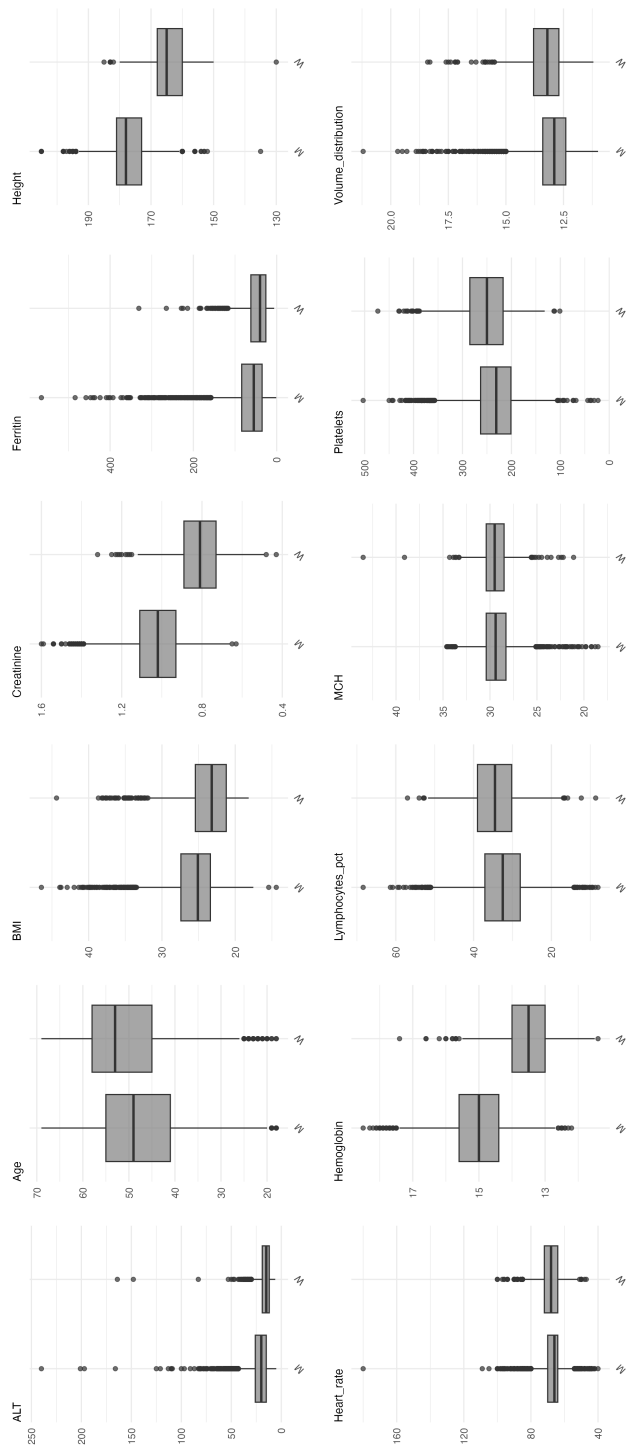 ALT
250
200
150
100
50
0
M
W
Age
70
60
50
40
30
20
M
W
BMI
40
30
20
M
W
Creatinine
1.6
1.2
0.8
0.4
M
W
Ferritin
400
200
0
M
W
Height
190
170
150
130
M
W
Heart_rate
160
120
80
40
M
W
Hemoglobin
17
15
13
M
W
Lymphocytes_pct
60
40
20
M
W
MCH
40
35
30
25
20
M
W
Platelets
500
400
300
200
100
0
M
W
Volume_distribution
20.0
17.5
15.0
12.5
M
W